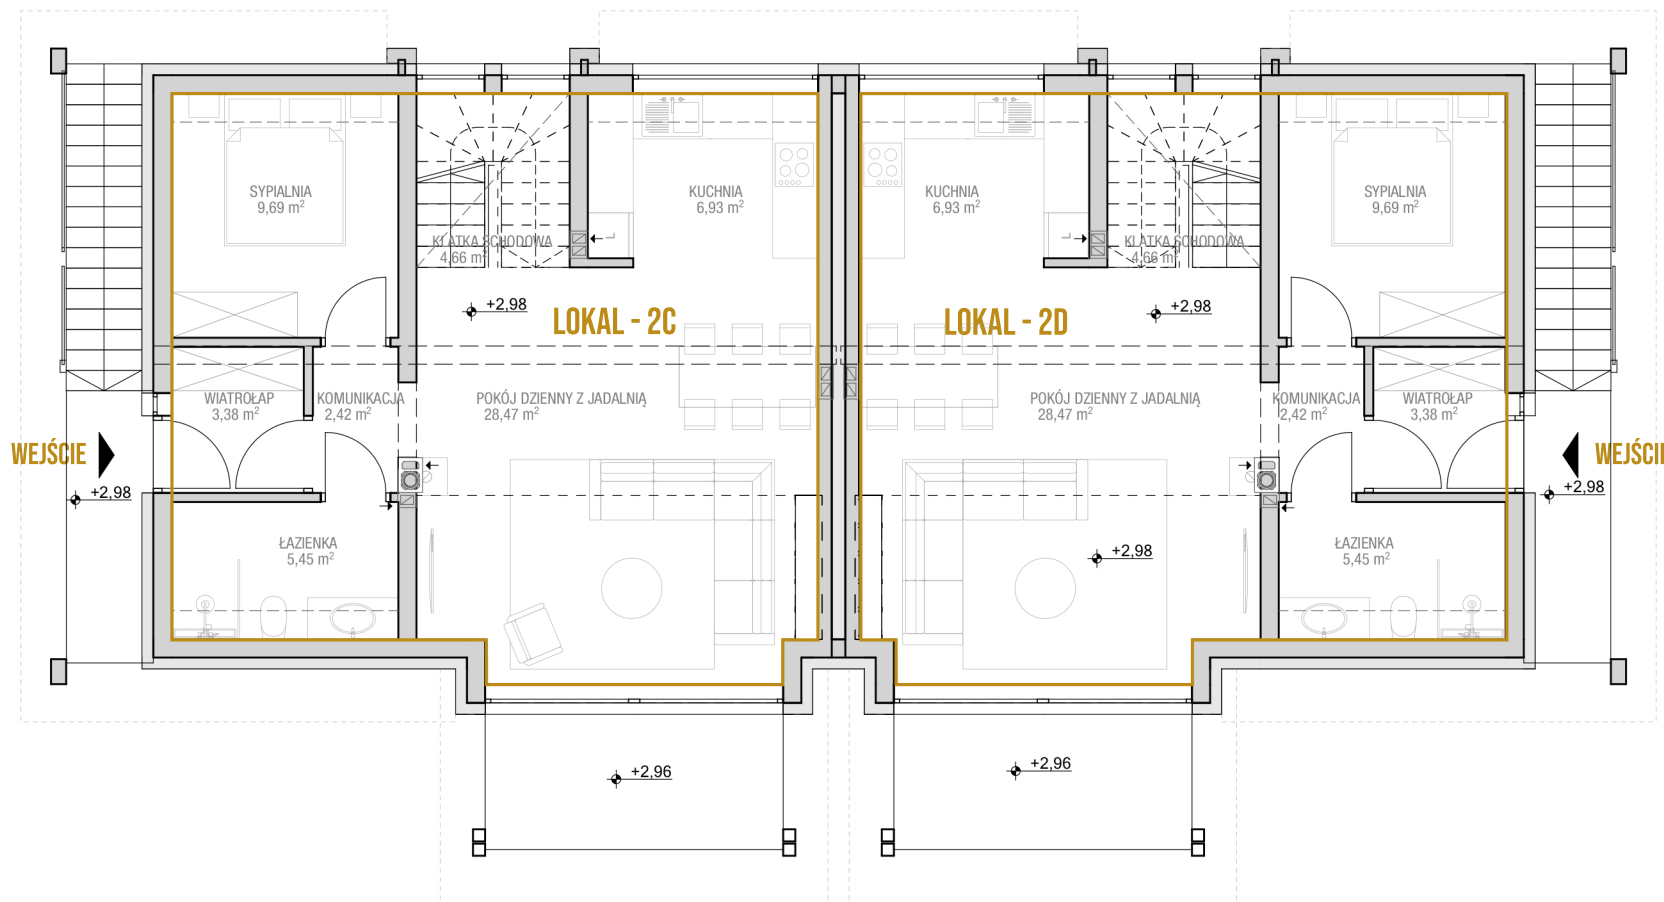 SYPIALNIA
9,69 m²
KUCHNIA
6,93 m²
KUCHNIA
6,93 m²
SYPIALNIA
9,69 m²
KLATKA SCHODOWA
4,66 m²
KLATKA SCHODOWA
4,66 m²
+2,98
LOKAL - 2C
LOKAL - 2D
+2,98
WIATROŁAP
3,38 m²
KOMUNIKACJA
2,42 m²
POKÓJ DZIENNY Z JADALNIĄ
28,47 m²
POKÓJ DZIENNY Z JADALNIĄ
28,47 m²
KOMUNIKACJA
2,42 m²
WIATROŁAP
3,38 m²
WEJŚCIE
WEJŚCIE
+2,98
+2,98
ŁAZIENKA
5,45 m²
+2,98
ŁAZIENKA
5,45 m²
+2,96
+2,96